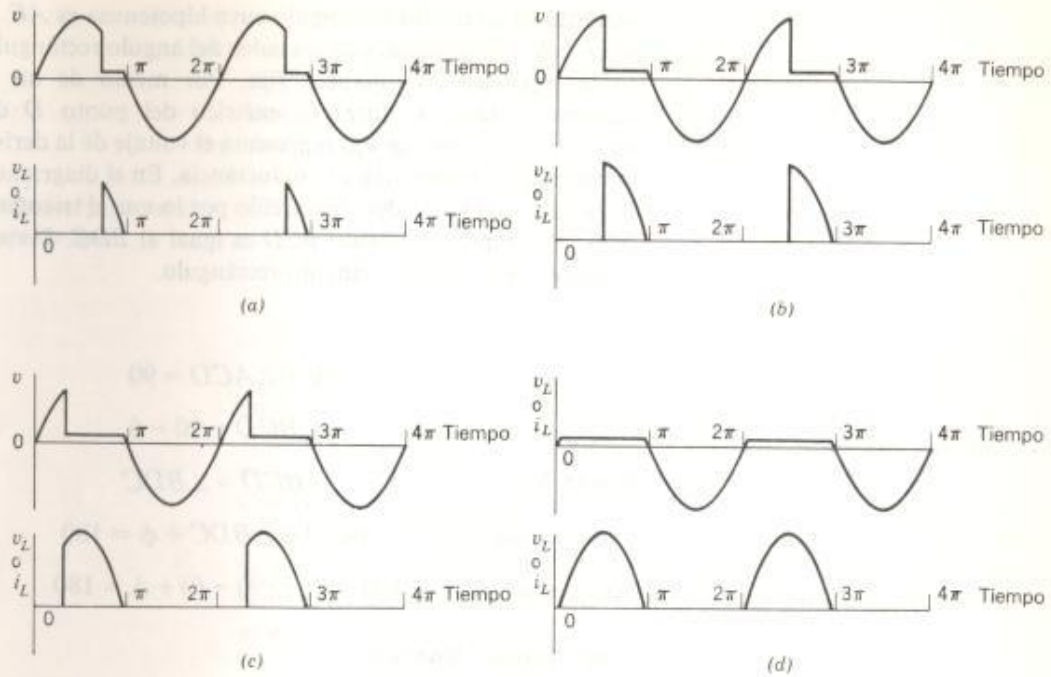 v
0
π
2π
3π
4π Tiempo
v_L
o
i_L
0
π
2π
3π
4π Tiempo
(a)
v
0
π
2π
3π
4π Tiempo
v_L
o
i_L
0
π
2π
3π
4π Tiempo
(b)
v
0
π
2π
3π
4π Tiempo
v_L
o
i_L
0
π
2π
3π
4π Tiempo
(c)
v_L
o
i_L
0
π
2π
3π
4π Tiempo
v_L
o
i_L
0
π
2π
3π
4π Tiempo
(d)